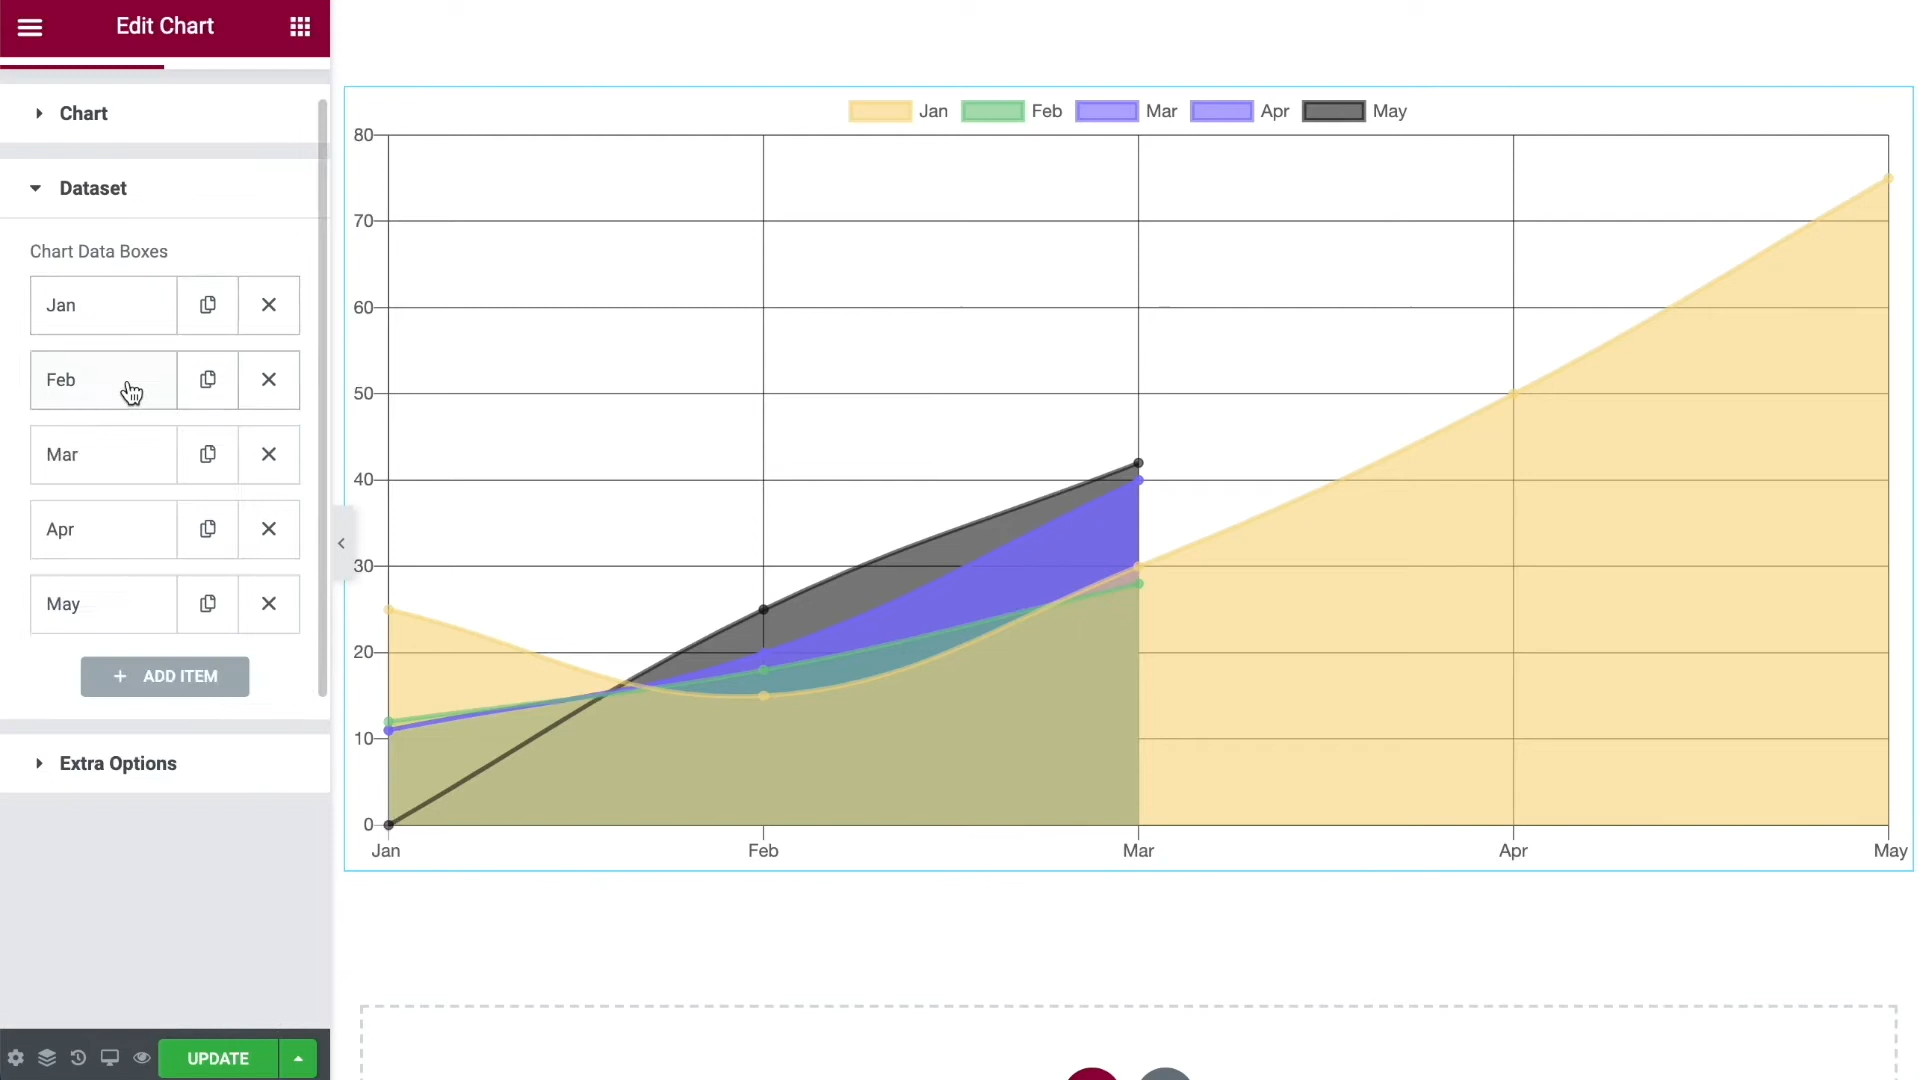 Edit Chart
Chart
Dataset
Chart Data Boxes
Jan
Feb
Mar
Apr
May
+ ADD ITEM
Extra Options
UPDATE
Jan Feb Mar Apr May
80
70
60
50
40
30
20
10
0
Jan Feb Mar Apr May